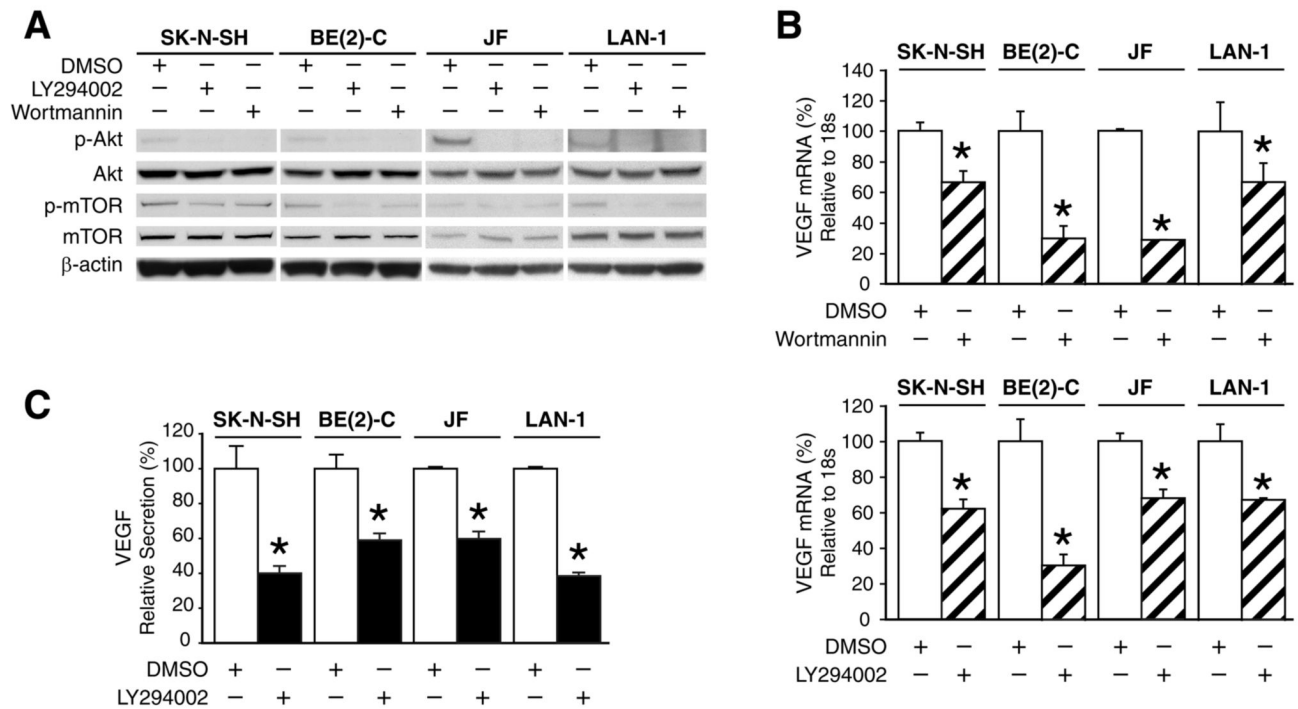 A
SK-N-SH BE(2)-C JF LAN-1
DMSO + − − + − − + − − + − −
LY294002 − + − − + − − + − − + −
Wortmannin − − + − − + − − + − − +
p-Akt
Akt
p-mTOR
mTOR
β-actin
B
SK-N-SH BE(2)-C JF LAN-1
VEGF mRNA (%)
Relative to 18s
140
120
100
80
60
40
20
0
* * * *
DMSO + − + − + − + −
Wortmannin − + − + − + − +
SK-N-SH BE(2)-C JF LAN-1
VEGF mRNA (%)
Relative to 18s
120
100
80
60
40
20
0
* * * *
DMSO + − + − + − + −
LY294002 − + − + − + − +
C
SK-N-SH BE(2)-C JF LAN-1
VEGF
Relative Secretion (%)
120
100
80
60
40
20
0
* * * *
DMSO + − + − + − + −
LY294002 − + − + − + − +